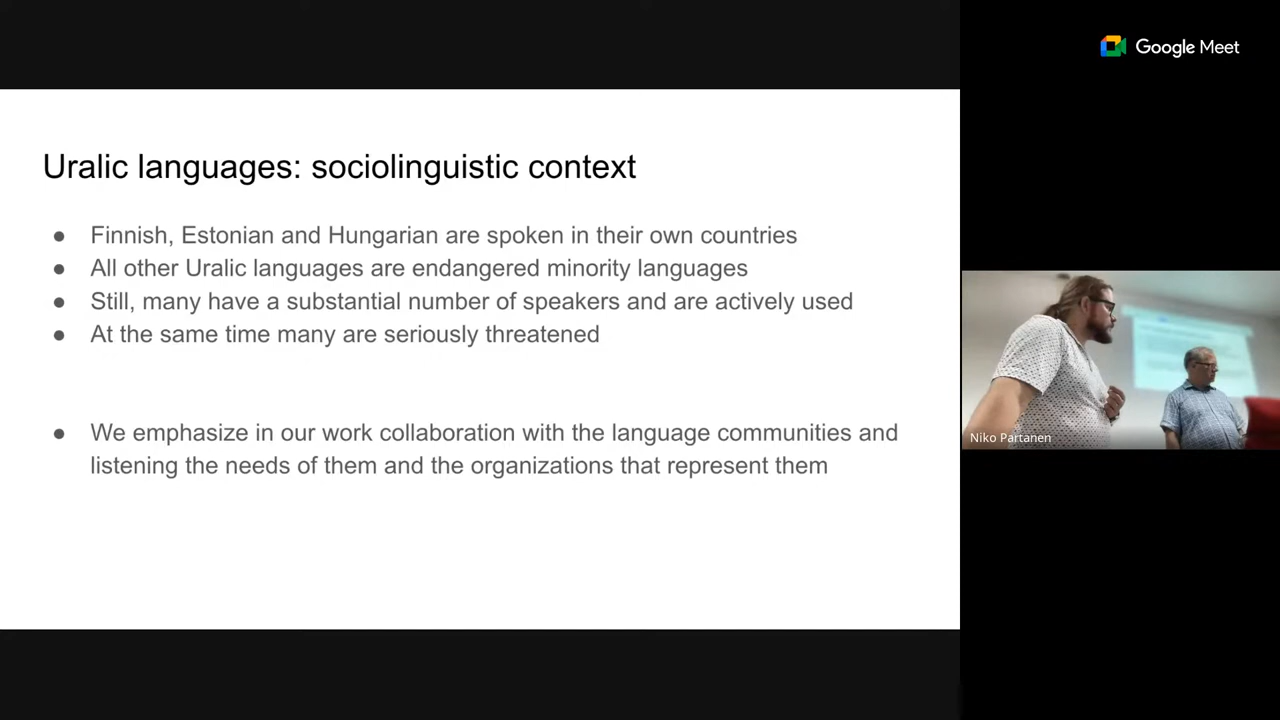 Google Meet
Uralic languages: sociolinguistic context
● Finnish, Estonian and Hungarian are spoken in their own countries
● All other Uralic languages are endangered minority languages
● Still, many have a substantial number of speakers and are actively used
● At the same time many are seriously threatened
● We emphasize in our work collaboration with the language communities and
listening the needs of them and the organizations that represent them
Niko Partanen